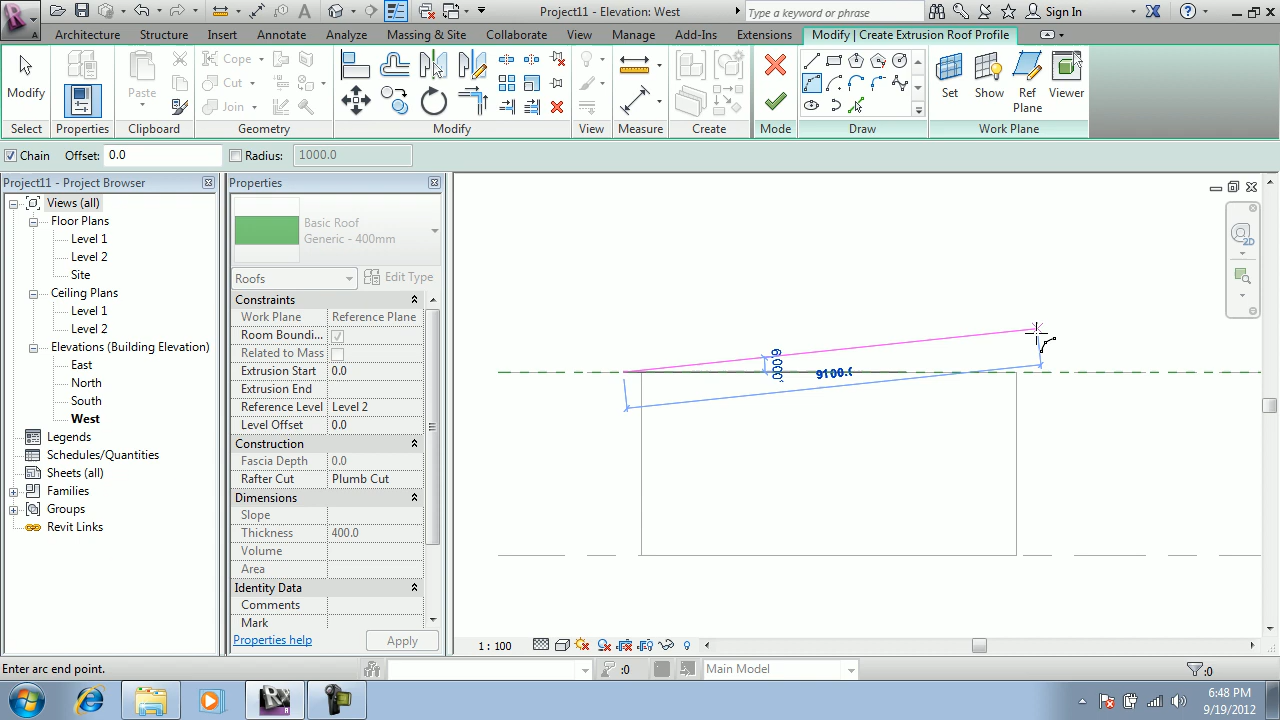 Project11 - Elevation: West
Type a keyword or phrase
Sign In
Architecture Structure Insert Annotate Analyze Massing & Site Collaborate View Manage Add-Ins Extensions Modify | Create Extrusion Roof Profile
Modify
Paste
Cope
Cut
Join
Set Show Ref Plane Viewer
Select Properties Clipboard Geometry Modify View Measure Create Mode Draw Work Plane
Chain Offset: 0.0 Radius: 1000.0
Project11 - Project Browser
Views (all)
Floor Plans
Level 1
Level 2
Site
Ceiling Plans
Level 1
Level 2
Elevations (Building Elevation)
East
North
South
West
Legends
Schedules/Quantities
Sheets (all)
Families
Groups
Revit Links
Properties
Basic Roof
Generic - 400mm
Roofs Edit Type
Constraints
Work Plane Reference Plane
Room Boundi...
Related to Mass
Extrusion Start 0.0
Extrusion End
Reference Level Level 2
Level Offset 0.0
Construction
Fascia Depth 0.0
Rafter Cut Plumb Cut
Dimensions
Slope
Thickness 400.0
Volume
Area
Identity Data
Comments
Mark
Properties help Apply
2D
1 : 100
Enter arc end point.
:0
Main Model
:0
6:48 PM
9/19/2012